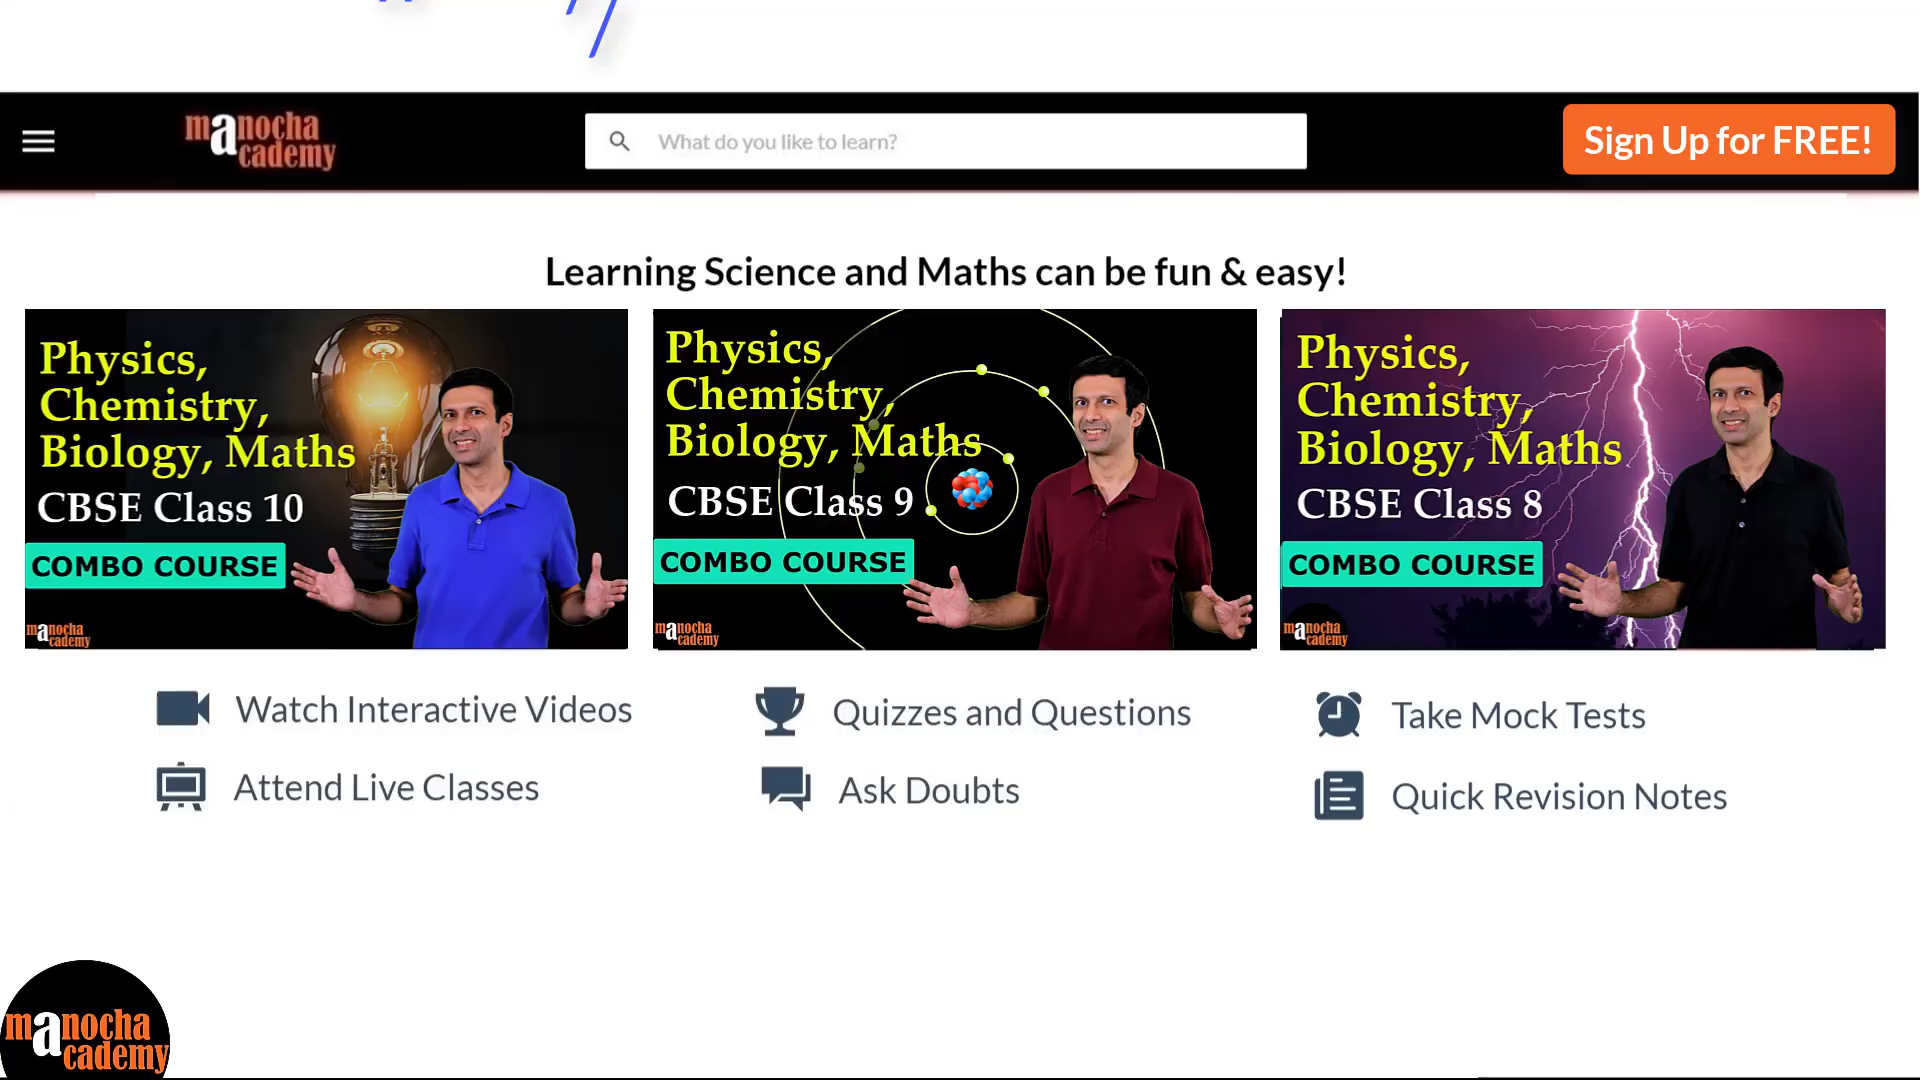 manocha
academy
What do you like to learn?
Sign Up for FREE!
Learning Science and Maths can be fun & easy!
Physics,
Chemistry,
Biology, Maths
CBSE Class 10
COMBO COURSE
manocha
academy
Physics,
Chemistry,
Biology, Maths
CBSE Class 9
COMBO COURSE
manocha
academy
Physics,
Chemistry,
Biology, Maths
CBSE Class 8
COMBO COURSE
manocha
academy
Watch Interactive Videos
Quizzes and Questions
Take Mock Tests
Attend Live Classes
Ask Doubts
Quick Revision Notes
manocha
academy